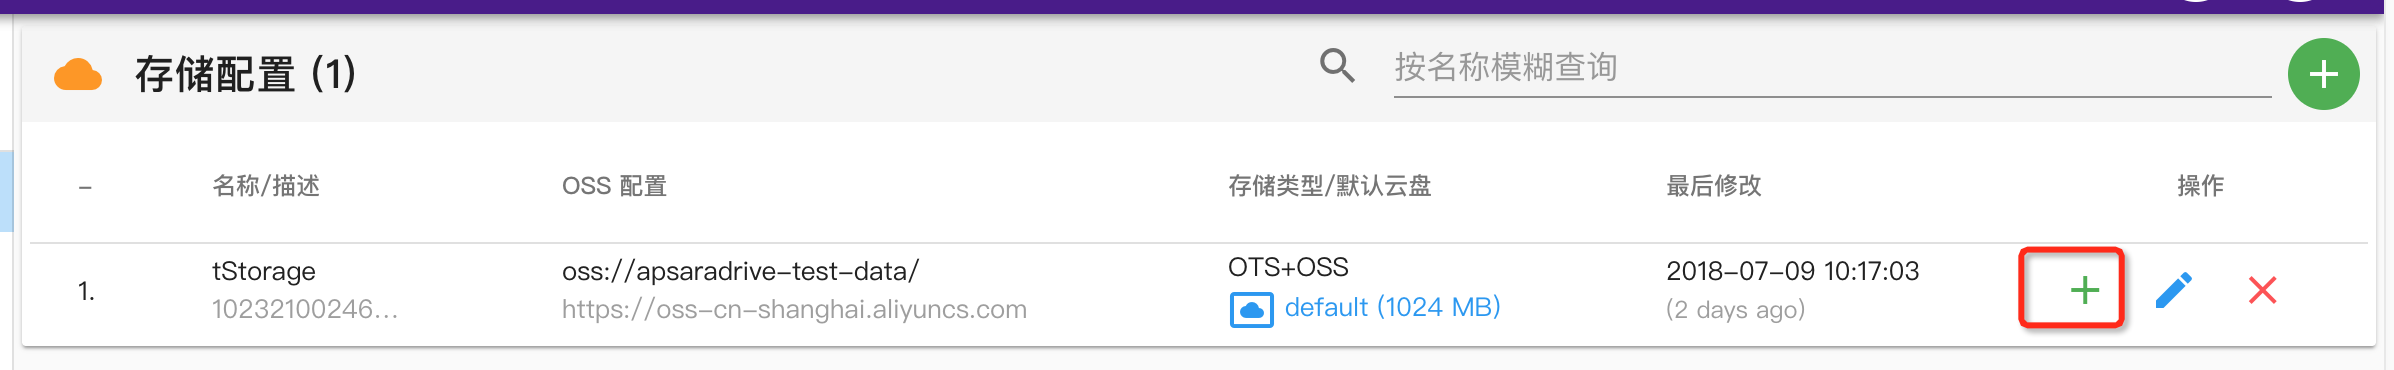 存储配置 (1)
按名称模糊查询
– 名称/描述 OSS 配置 存储类型/默认云盘 最后修改 操作
1. tStorage oss://apsaradrive-test-data/ OTS+OSS 2018-07-09 10:17:03
10232100246... https://oss-cn-shanghai.aliyuncs.com default (1024 MB) (2 days ago)